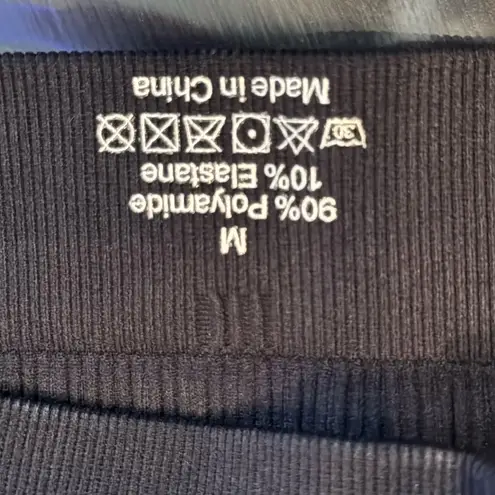 M
90% Polyamide
10% Elastane
30
Made in China